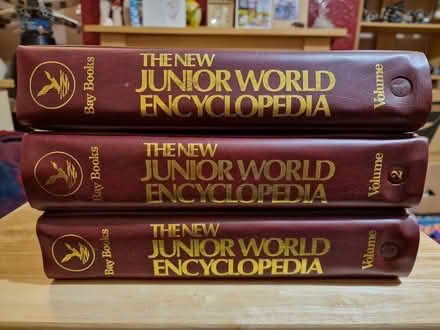 Bay Books
THE NEW
JUNIOR WORLD
ENCYCLOPEDIA
Volume
Bay Books
THE NEW
JUNIOR WORLD
ENCYCLOPEDIA
Volume
2
Bay Books
THE NEW
JUNIOR WORLD
ENCYCLOPEDIA
Volume